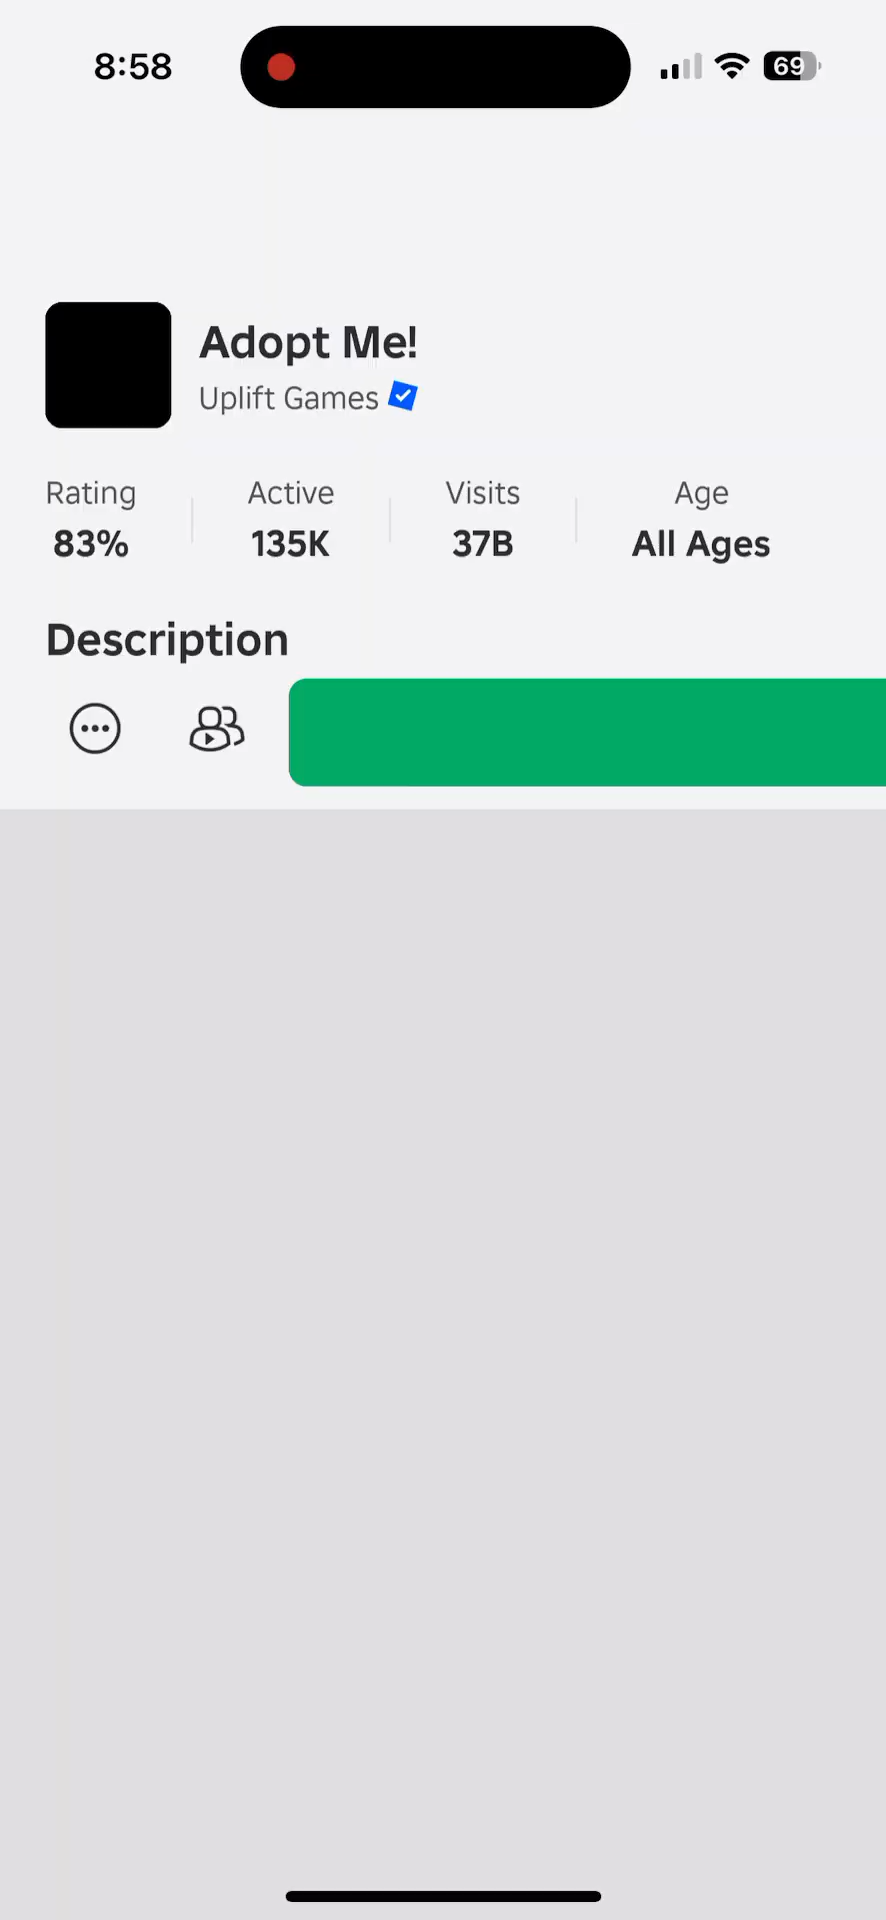 8:58
69
Adopt Me!
Uplift Games
Rating
Active
Visits
Age
83%
135K
37B
All Ages
Description